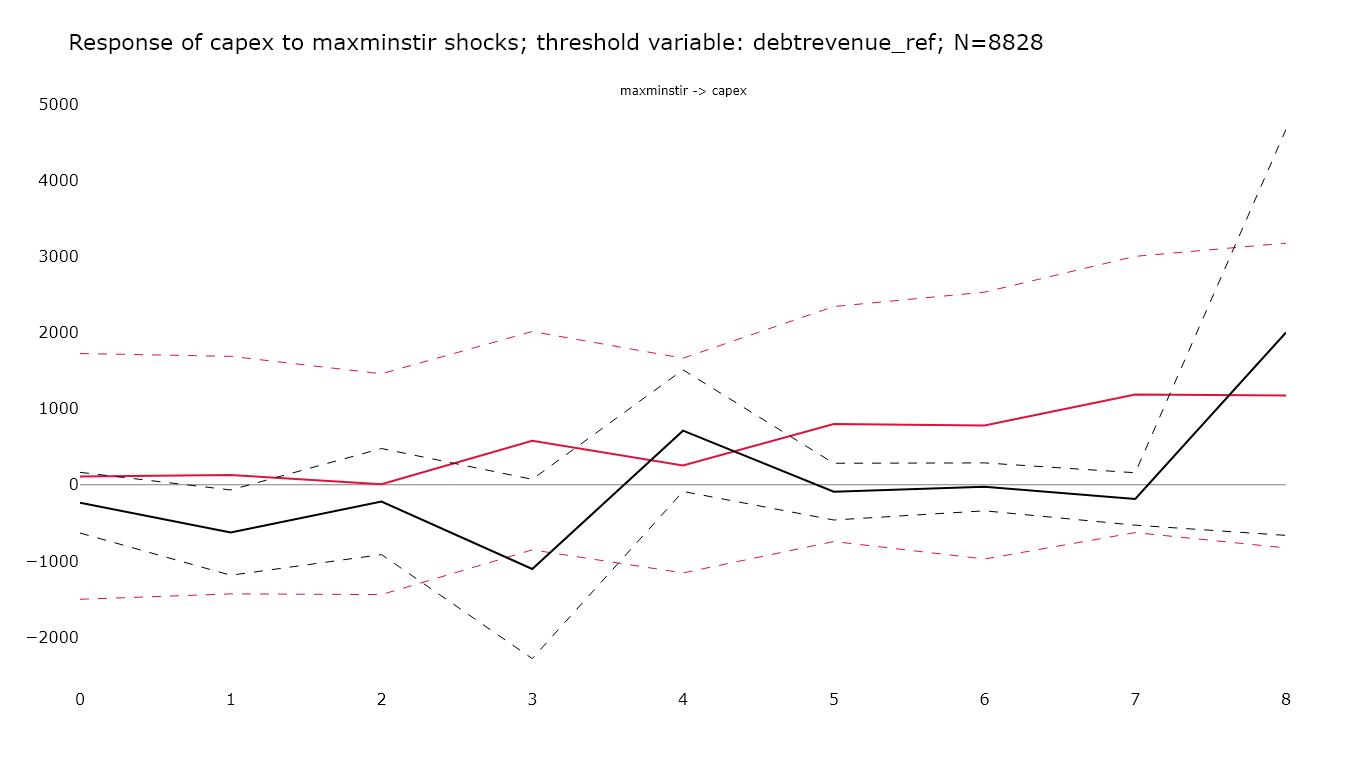 Response of capex to maxminstir shocks; threshold variable: debtrevenue_ref; N=8828
maxminstir -> capex
5000
4000
3000
2000
1000
0
−1000
−2000
0 1 2 3 4 5 6 7 8